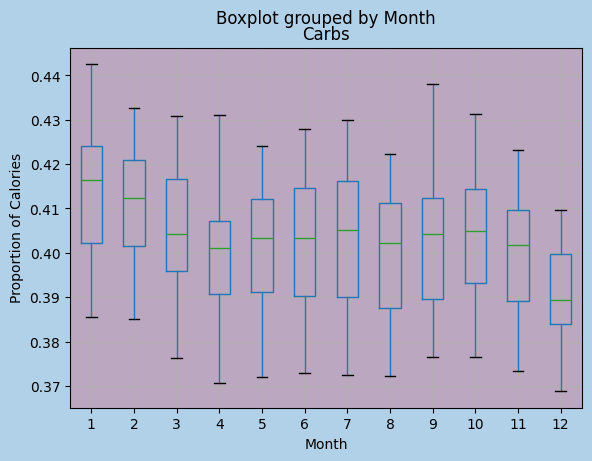 Boxplot grouped by Month
Carbs
Proportion of Calories
0.44
0.43
0.42
0.41
0.40
0.39
0.38
0.37
1 2 3 4 5 6 7 8 9 10 11 12
Month